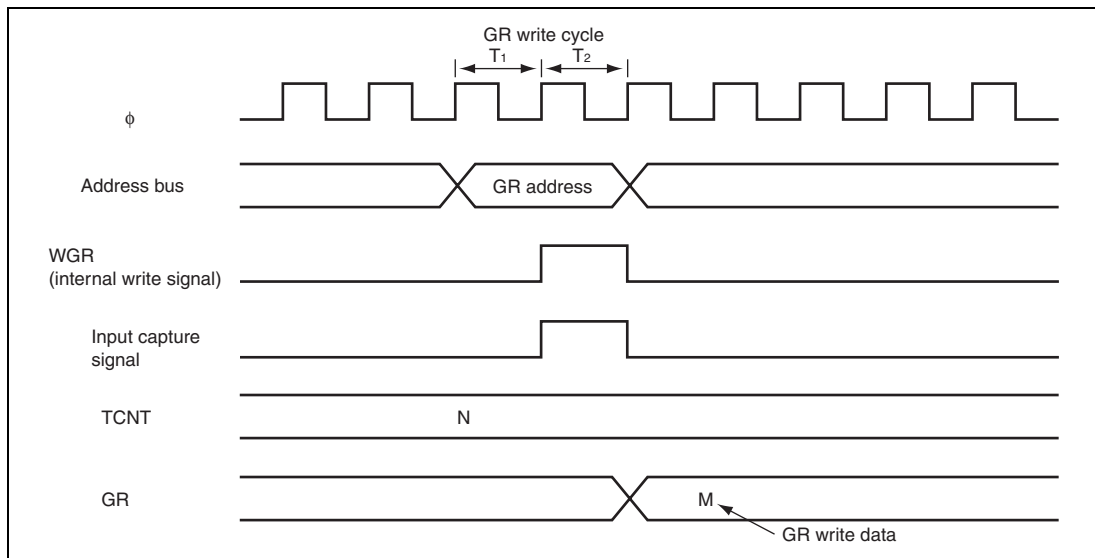 GR write cycle
T1 T2
ϕ
Address bus
GR address
WGR
(internal write signal)
Input capture
signal
TCNT
N
GR
M
GR write data